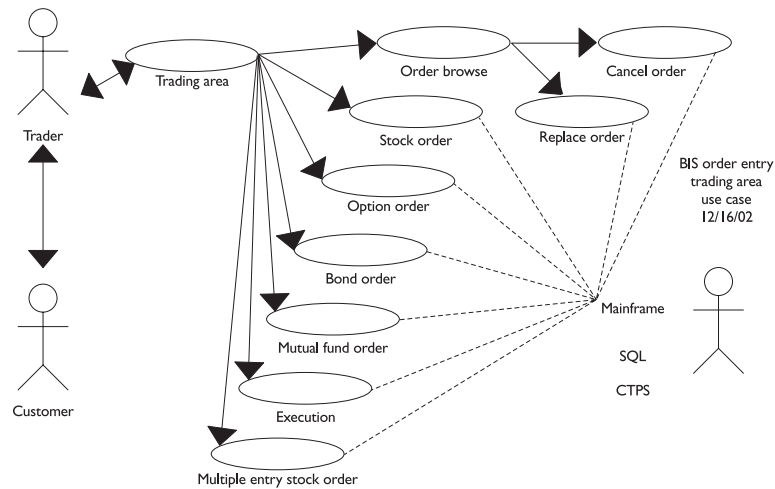 Trading area
Order browse
Cancel order
Trader
Stock order
Replace order
BIS order entry
trading area
use case
12/16/02
Option order
Bond order
Mainframe
Mutual fund order
SQL
CTPS
Customer
Execution
Multiple entry stock order